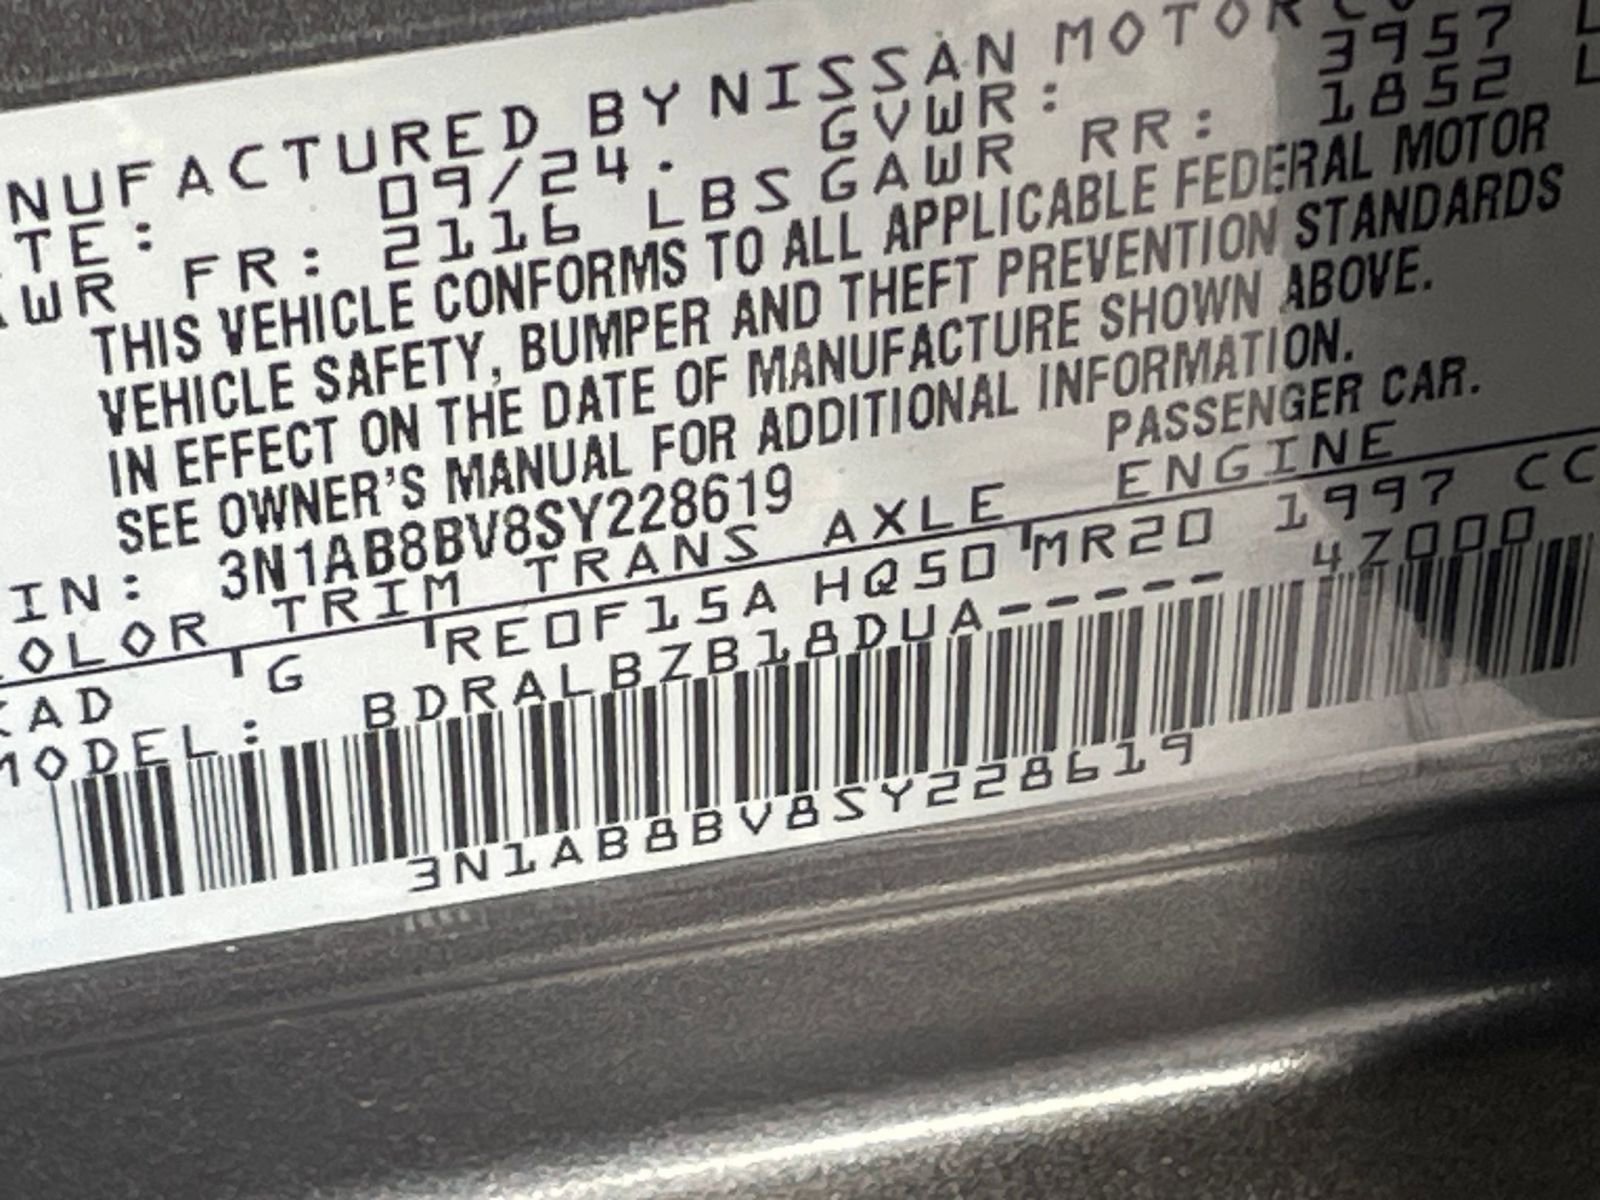 NUFACTURED BY NISSAN MOTOR
TE: 09/24. GVWR: 3957
WR FR: 2116 LBS GAWR RR: 1852 L
THIS VEHICLE CONFORMS TO ALL APPLICABLE FEDERAL MOTOR
VEHICLE SAFETY, BUMPER AND THEFT PREVENTION STANDARDS
IN EFFECT ON THE DATE OF MANUFACTURE SHOWN ABOVE.
SEE OWNER'S MANUAL FOR ADDITIONAL INFORMATION.
IN: 3N1AB8BV8SY228619 PASSENGER CAR.
OLOR TRIM TRANS AXLE ENGINE
KAD G RE0F15A HQ50 MR20 1997 CC
MODEL: BDRALBZB18DUA----- 4Z000
3N1AB8BV8SY228619